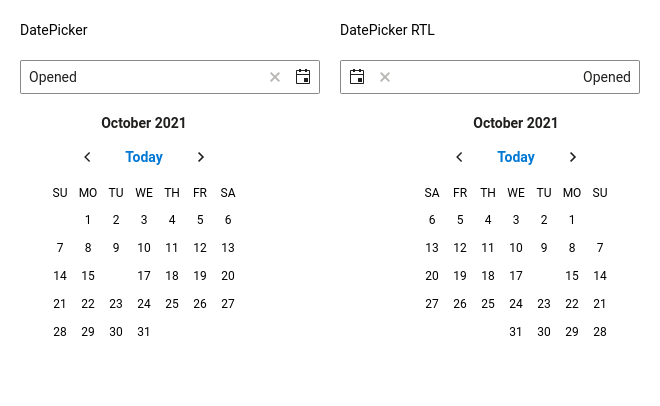 DatePicker
Opened
October 2021
Today
SU MO TU WE TH FR SA
1 2 3 4 5 6
7 8 9 10 11 12 13
14 15 17 18 19 20
21 22 23 24 25 26 27
28 29 30 31
DatePicker RTL
Opened
October 2021
Today
SA FR TH WE TU MO SU
6 5 4 3 2 1
13 12 11 10 9 8 7
20 19 18 17 15 14
27 26 25 24 23 22 21
31 30 29 28